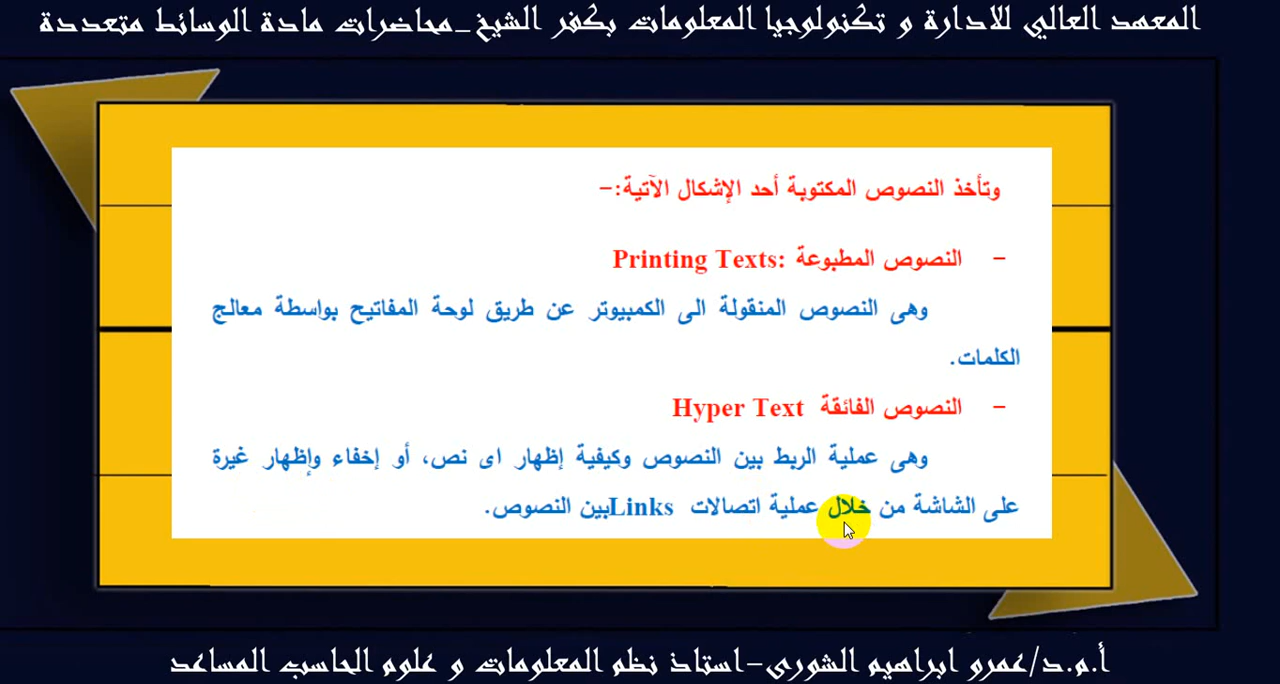 المعهد العالي للادارة و تكنولوجيا المعلومات بكفر الشيخ_محاضرات مادة الوسائط متعددة
وتأخذ النصوص المكتوبة أحد الإشكال الآتية:-
- النصوص المطبوعة Printing Texts:
وهى النصوص المنقولة الى الكمبيوتر عن طريق لوحة المفاتيح بواسطة معالج
الكلمات.
- النصوص الفائقة Hyper Text
وهى عملية الربط بين النصوص وكيفية إظهار اى نص، أو إخفاء وإظهار غيرة
على الشاشة من خلال عملية اتصالات Linksبين النصوص.
أ.م.د/عمرو ابراهيم الشورى-استاذ نظم المعلومات و علوم الحاسب المساعد